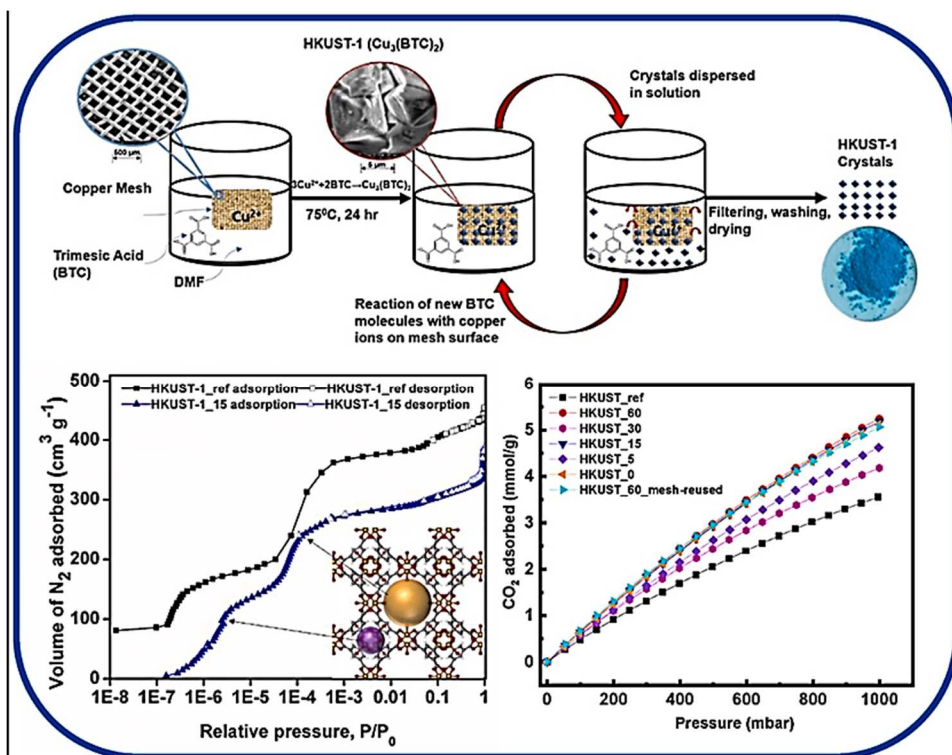 HKUST-1 (Cu₃(BTC)₂)
500 µm
5 µm
Crystals dispersed
in solution
HKUST-1
Crystals
Copper Mesh
Cu²⁺
3Cu²⁺+2BTC→Cu₃(BTC)₂
75⁰C, 24 hr
Filtering, washing,
drying
Trimesic Acid
(BTC)
DMF
Reaction of new BTC
molecules with copper
ions on mesh surface
Volume of N₂ adsorbed (cm³ g⁻¹)
500
400
300
200
100
0
HKUST-1_ref adsorption
HKUST-1_ref desorption
HKUST-1_15 adsorption
HKUST-1_15 desorption
1E-8
1E-7
1E-6
1E-5
1E-4
1E-3
0.01
0.1
1
Relative pressure, P/P₀
CO₂ adsorbed (mmol/g)
6
5
4
3
2
1
0
HKUST_ref
HKUST_60
HKUST_30
HKUST_15
HKUST_5
HKUST_0
HKUST_60_mesh-reused
0
200
400
600
800
1000
Pressure (mbar)